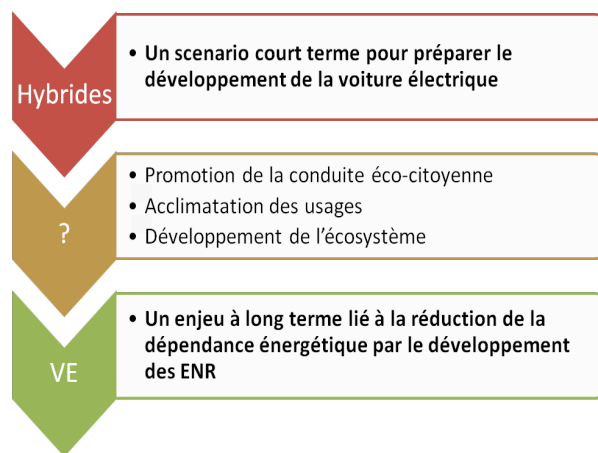 Hybrides
• Un scenario court terme pour préparer le
développement de la voiture électrique
?
• Promotion de la conduite éco-citoyenne
• Acclimatation des usages
• Développement de l'écosystème
VE
• Un enjeu à long terme lié à la réduction de la
dépendance énergétique par le développement
des ENR